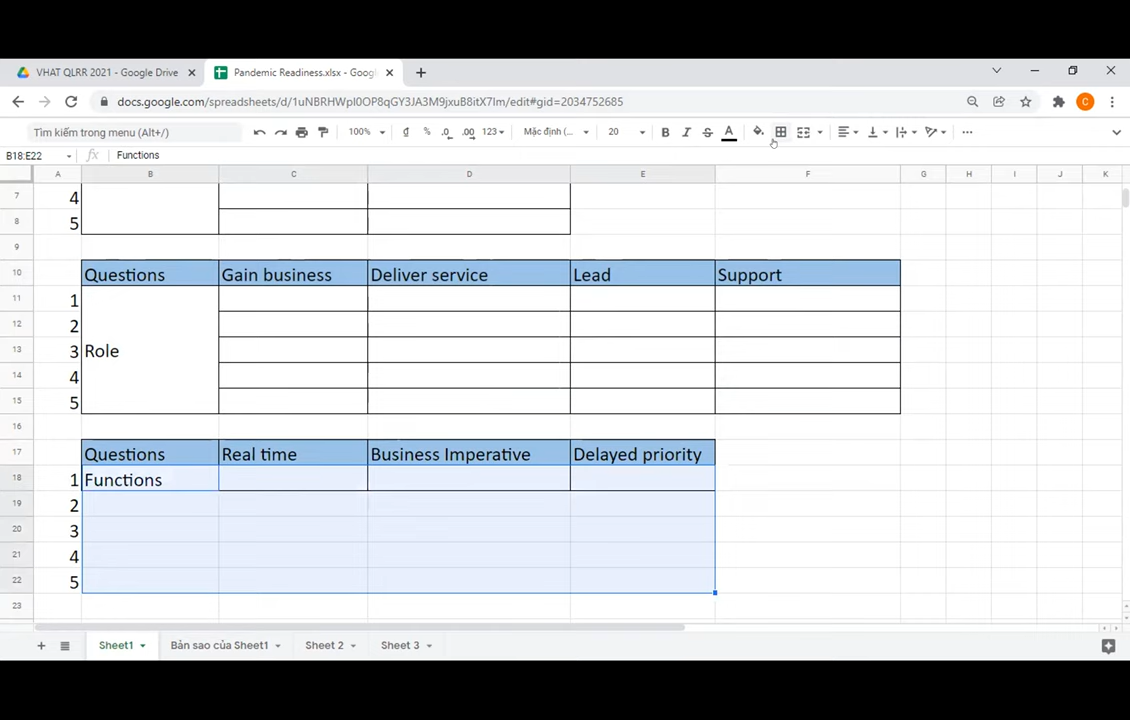 VHAT QLRR 2021 - Google Drive
Pandemic Readiness.xlsx - Goog
docs.google.com/spreadsheets/d/1uNBRHWpI0OP8qGY3JA3M9jxuB8itX7Im/edit#gid=2034752685
C
Tìm kiếm trong menu (Alt+/)
100% đ % .0 .00 123 Mặc định (... 20 B I S A
B18:E22 fx Functions
A B C D E F G H I J K
7 4
8 5
9
10 Questions Gain business Deliver service Lead Support
11 1
12 2
13 3 Role
14 4
15 5
16
17 Questions Real time Business Imperative Delayed priority
18 1 Functions
19 2
20 3
21 4
22 5
23
Sheet1 Bản sao của Sheet1 Sheet 2 Sheet 3